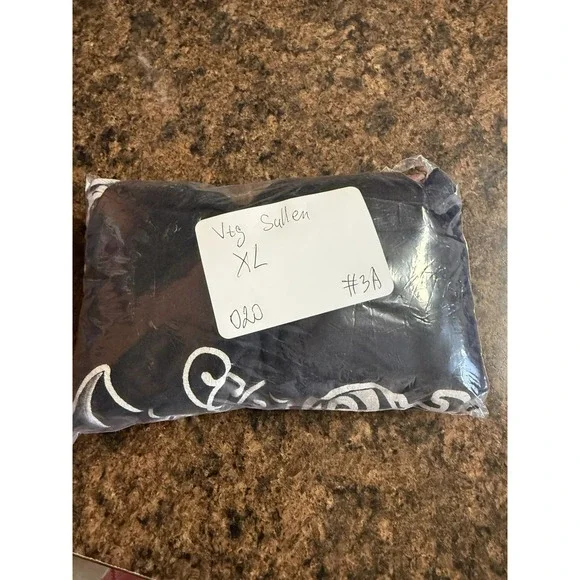 Vtg Sullen
XL
020 #3A